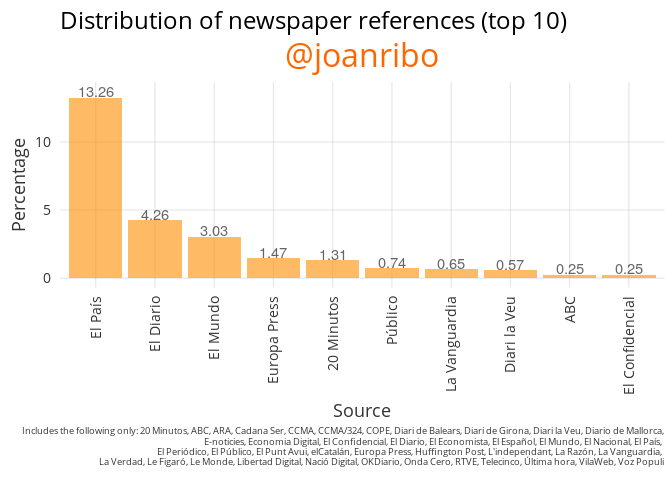 Distribution of newspaper references (top 10)
@joanribo
Percentage
10
5
0
13.26
4.26
3.03
1.47
1.31
0.74
0.65
0.57
0.25
0.25
El País
El Diario
El Mundo
Europa Press
20 Minutos
Público
La Vanguardia
Diari la Veu
ABC
El Confidencial
Source
Includes the following only: 20 Minutos, ABC, ARA, Cadana Ser, CCMA, CCMA/324, COPE, Diari de Balears, Diari de Girona, Diari la Veu, Diario de Mallorca,
E-noticies, Economia Digital, El Confidencial, El Diario, El Economista, El Español, El Mundo, El Nacional, El País,
El Periódico, El Público, El Punt Avui, elCatalán, Europa Press, Huffington Post, L'independant, La Razón, La Vanguardia,
La Verdad, Le Figaró, Le Monde, Libertad Digital, Nació Digital, OKDiario, Onda Cero, RTVE, Telecinco, Última hora, VilaWeb, Voz Populi